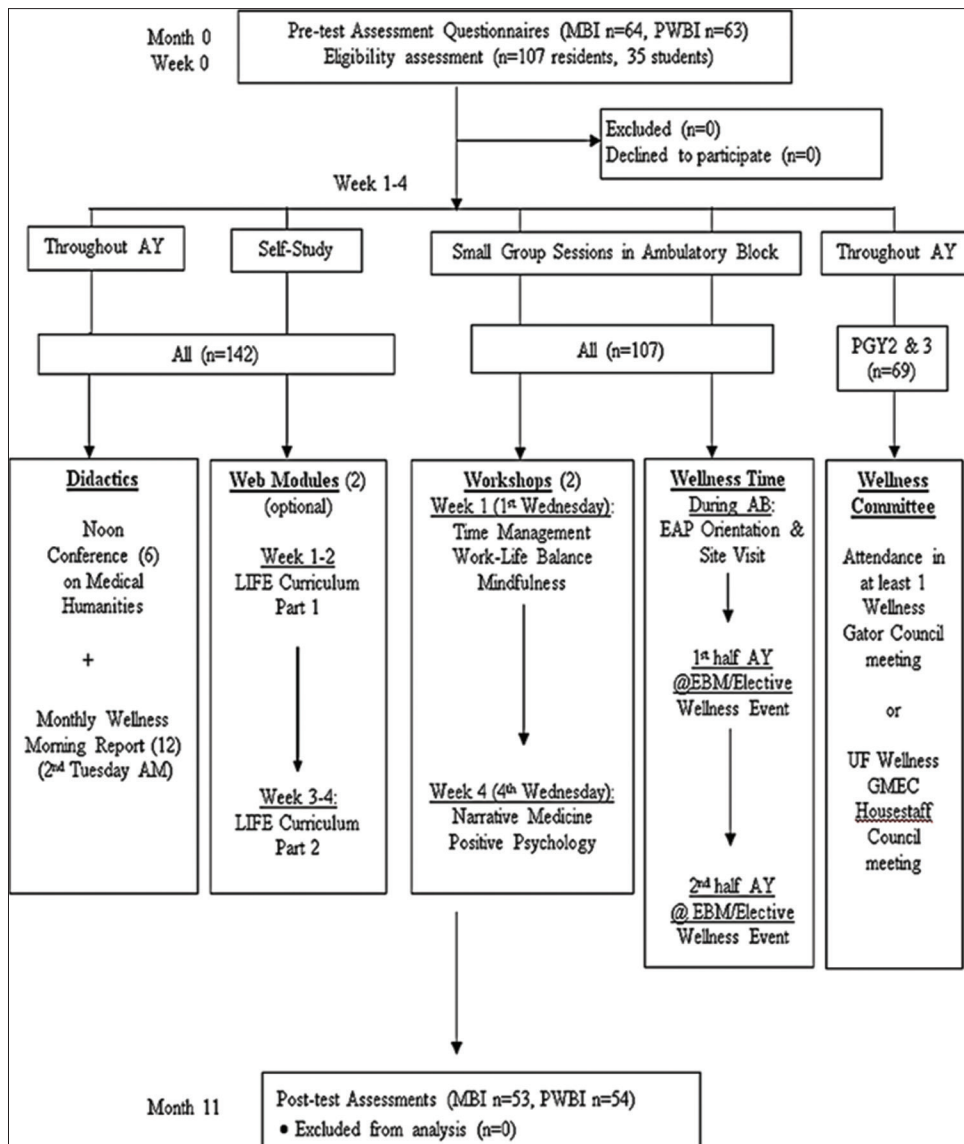 Month 0
Week 0
Pre-test Assessment Questionnaires (MBI n=64, PWBI n=63)
Eligibility assessment (n=107 residents, 35 students)
Excluded (n=0)
Declined to participate (n=0)
Week 1-4
Throughout AY
Self-Study
Small Group Sessions in Ambulatory Block
Throughout AY
All (n=142)
All (n=107)
PGY2 & 3
(n=69)
Didactics
Noon
Conference (6)
on Medical
Humanities
+
Monthly Wellness
Morning Report (12)
(2nd Tuesday AM)
Web Modules (2)
(optional)
Week 1-2
LIFE Curriculum
Part 1
Week 3-4:
LIFE Curriculum
Part 2
Workshops (2)
Week 1 (1st Wednesday):
Time Management
Work-Life Balance
Mindfulness
Week 4 (4th Wednesday):
Narrative Medicine
Positive Psychology
Wellness Time
During AB:
EAP Orientation &
Site Visit
1st half AY
@EBM/Elective
Wellness Event
2nd half AY
@ EBM/Elective
Wellness Event
Wellness
Committee
Attendance in
at least 1
Wellness
Gator Council
meeting
or
UF Wellness
GMEC
Housestaff
Council
meeting
Month 11
Post-test Assessments (MBI n=53, PWBI n=54)
• Excluded from analysis (n=0)